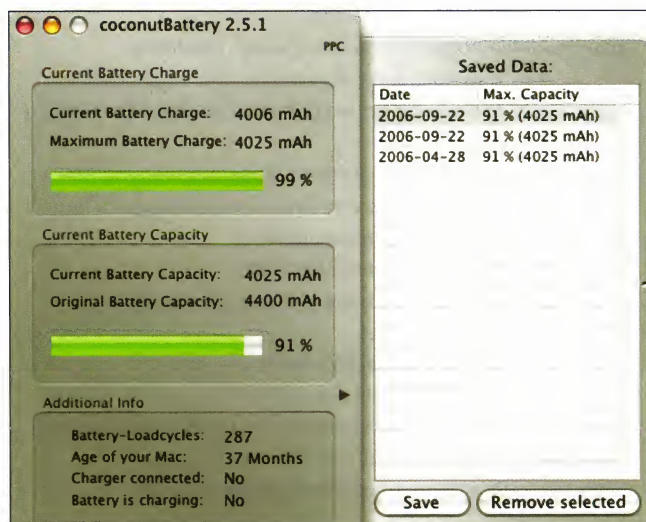 coconutBattery 2.5.1
PPC
Current Battery Charge
Current Battery Charge: 4006 mAh
Maximum Battery Charge: 4025 mAh
99 %
Current Battery Capacity
Current Battery Capacity: 4025 mAh
Original Battery Capacity: 4400 mAh
91 %
Additional Info
Battery-Loadcycles: 287
Age of your Mac: 37 Months
Charger connected: No
Battery is charging: No
Saved Data:
Date Max. Capacity
2006-09-22 91 % (4025 mAh)
2006-09-22 91 % (4025 mAh)
2006-04-28 91 % (4025 mAh)
Save Remove selected